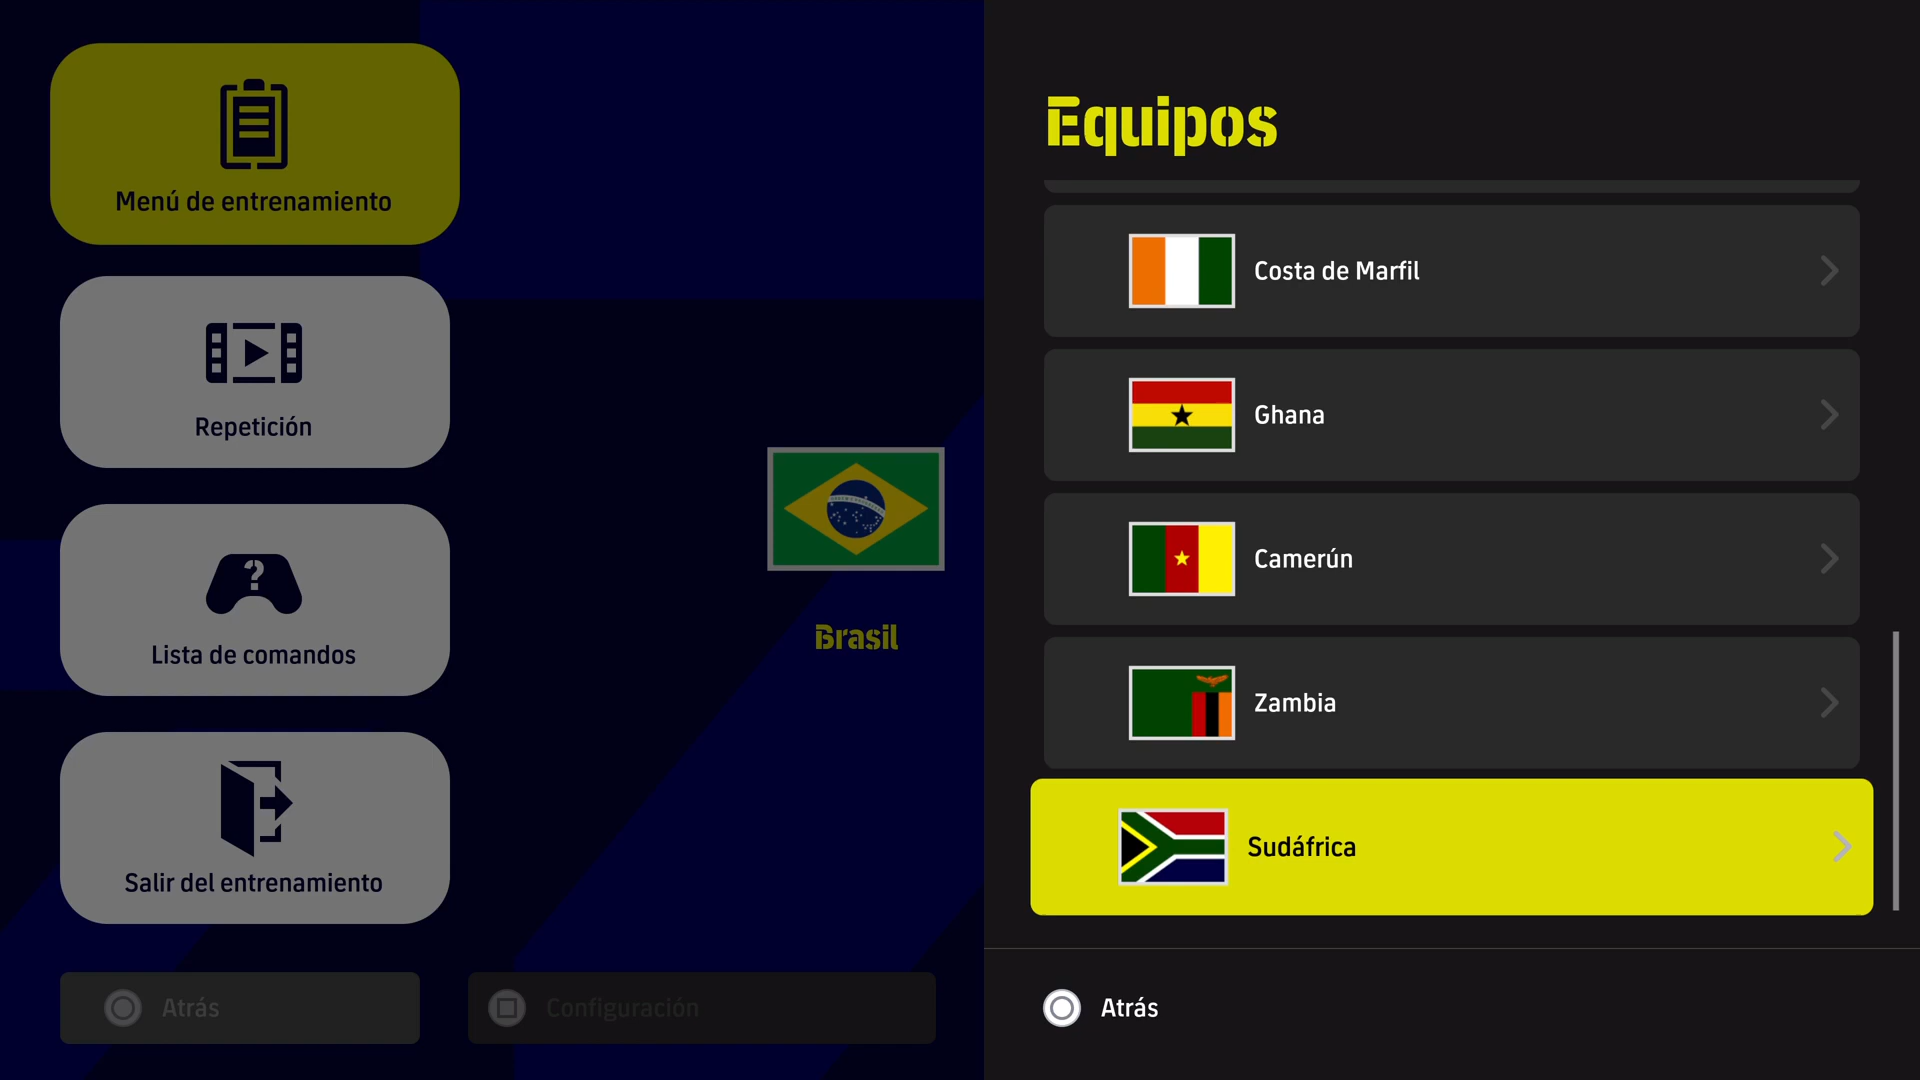 Menú de entrenamiento
Repetición
Lista de comandos
Salir del entrenamiento
Atrás
Configuración
Brasil
Equipos
Costa de Marfil
Ghana
Camerún
Zambia
Sudáfrica
Atrás